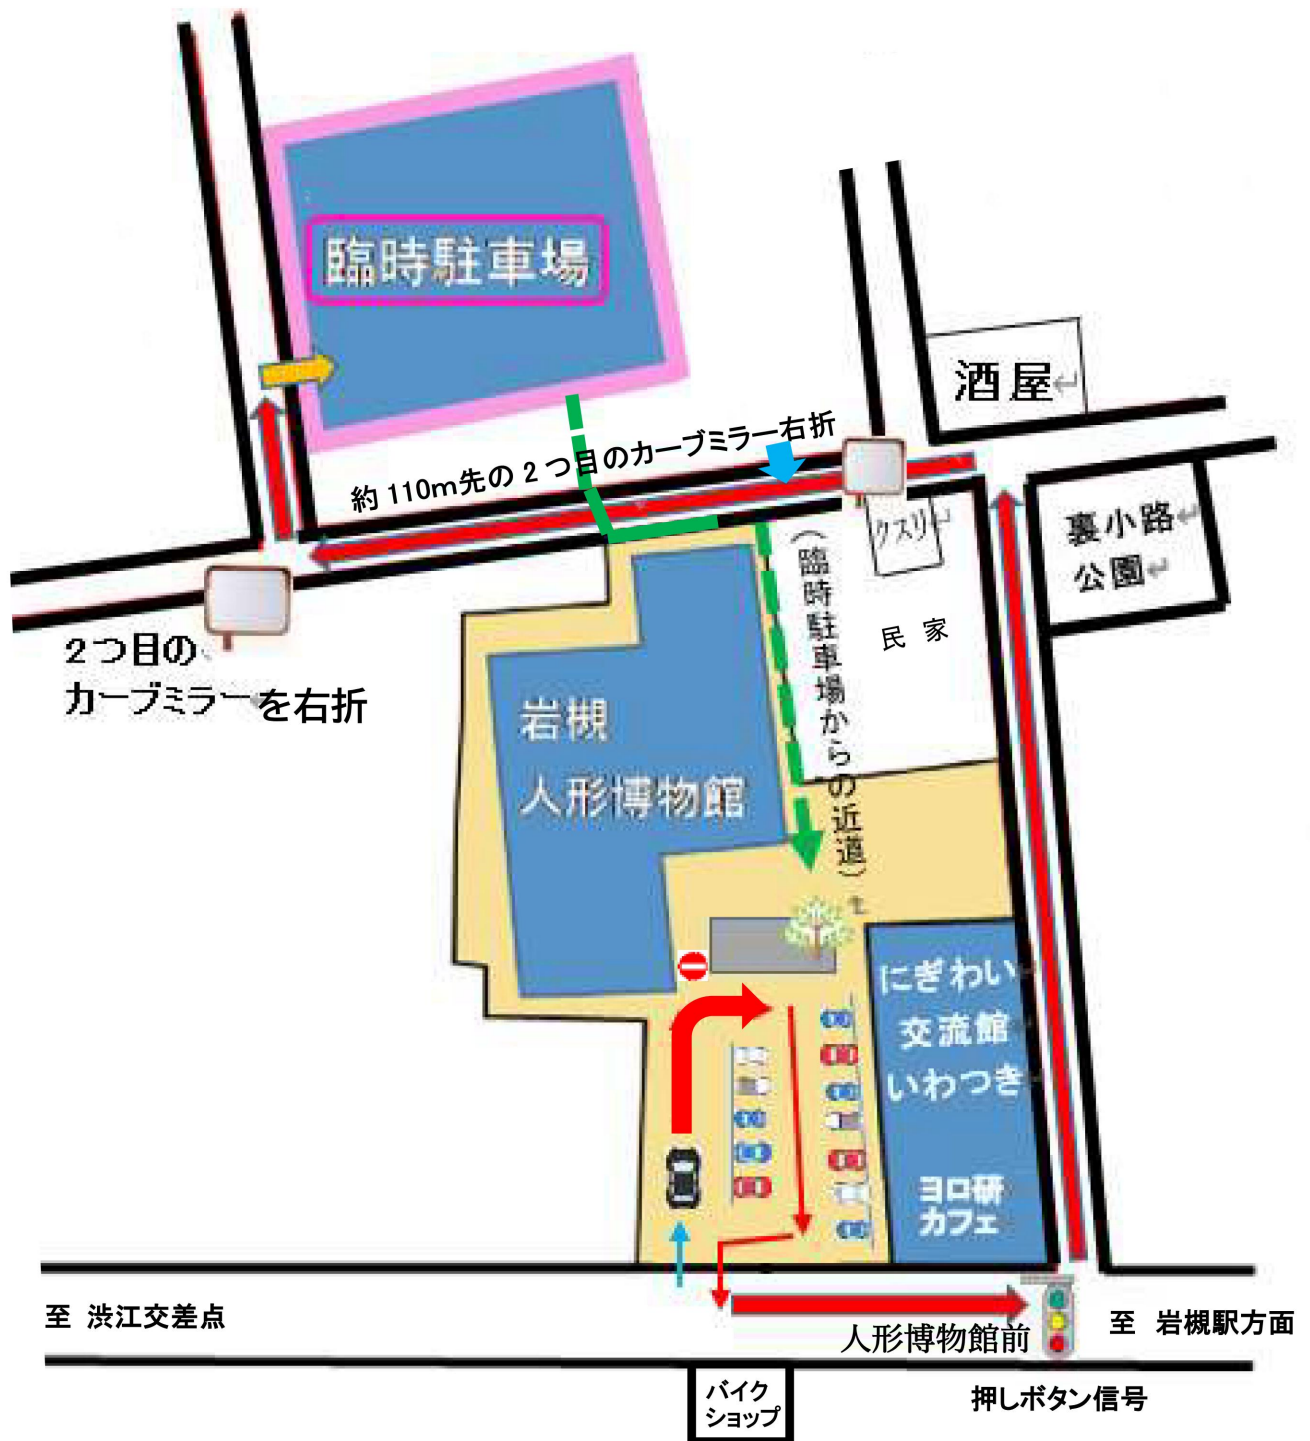 臨時駐車場
酒屋
約110m先の2つ目のカーブミラー右折
クスリ
裏小路
公園
民 家
2つ目の
カーブミラーを右折
(臨時駐車場からの近道)
岩槻
人形博物館
にぎわい
交流館
いわつき
ヨロ研
カフェ
至 渋江交差点
人形博物館前
至 岩槻駅方面
押しボタン信号
バイク
ショップ